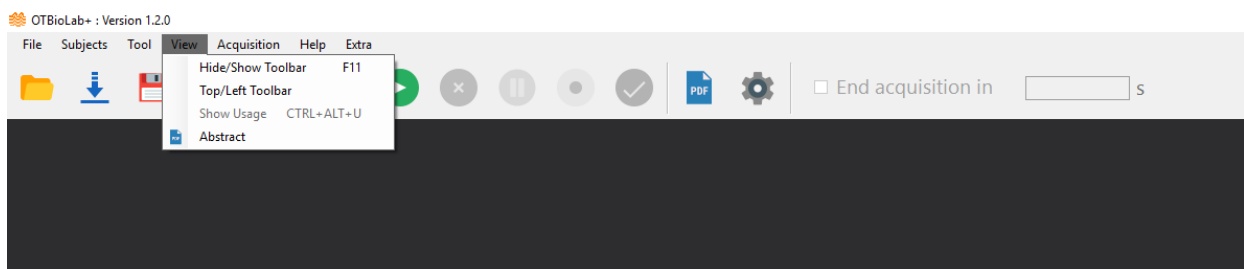 OTBioLab+ : Version 1.2.0
File Subjects Tool View Acquisition Help Extra
Hide/Show Toolbar F11
Top/Left Toolbar
Show Usage CTRL+ALT+U
PDF Abstract
PDF
End acquisition in s